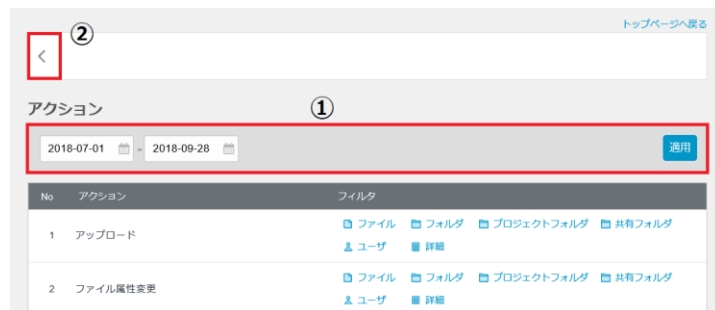 トップページへ戻る
②
<
アクション
①
2018-07-01 - 2018-09-28 適用
No アクション フィルタ
1 アップロード ファイル フォルダ プロジェクトフォルダ 共有フォルダ
ユーザ 詳細
2 ファイル属性変更 ファイル フォルダ プロジェクトフォルダ 共有フォルダ
ユーザ 詳細